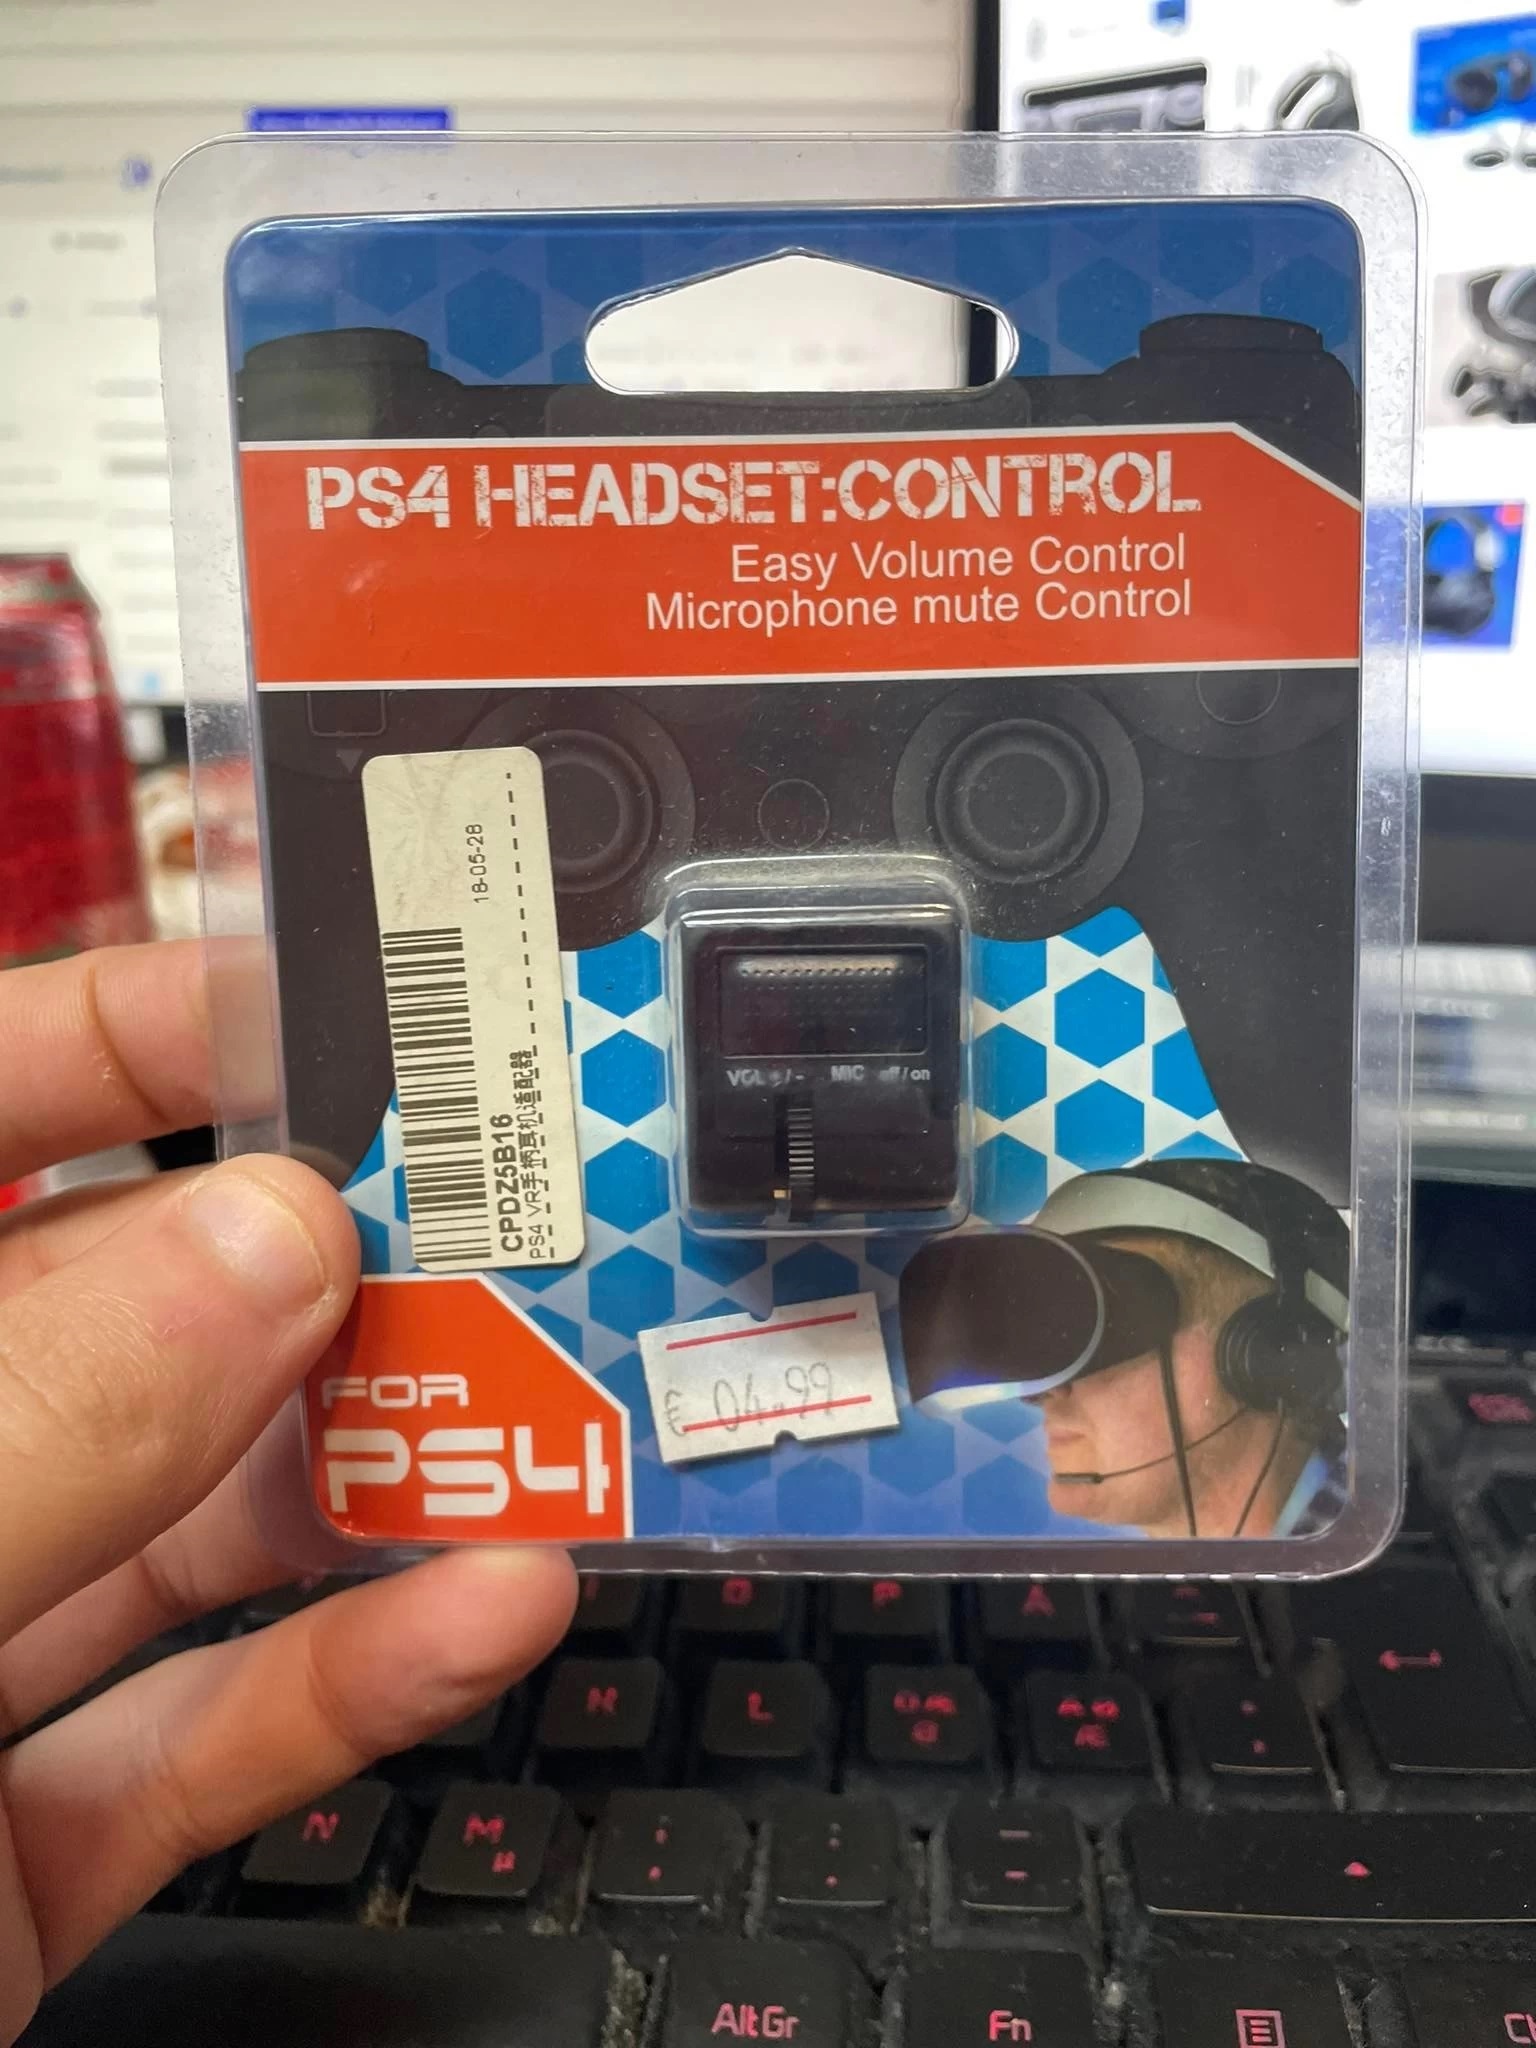 PS4 HEADSET:CONTROL
Easy Volume Control
Microphone mute Control
18-05-28
CPDZ5B16
PS4 VR手柄耳机适配器
VOL + / - MIC off / on
€ 04.99
FOR
PS4
K
L
N
M
µ
AltGr
Fn